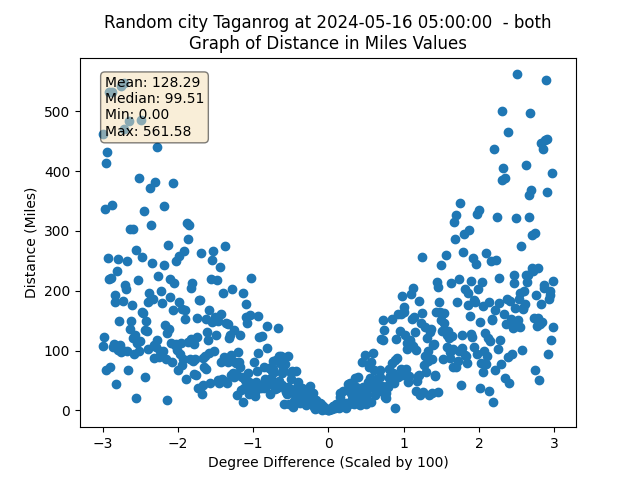 Random city Taganrog at 2024-05-16 05:00:00  - both
Graph of Distance in Miles Values
Mean: 128.29
Median: 99.51
Min: 0.00
Max: 561.58
Distance (Miles)
500
400
300
200
100
0
−3 −2 −1 0 1 2 3
Degree Difference (Scaled by 100)